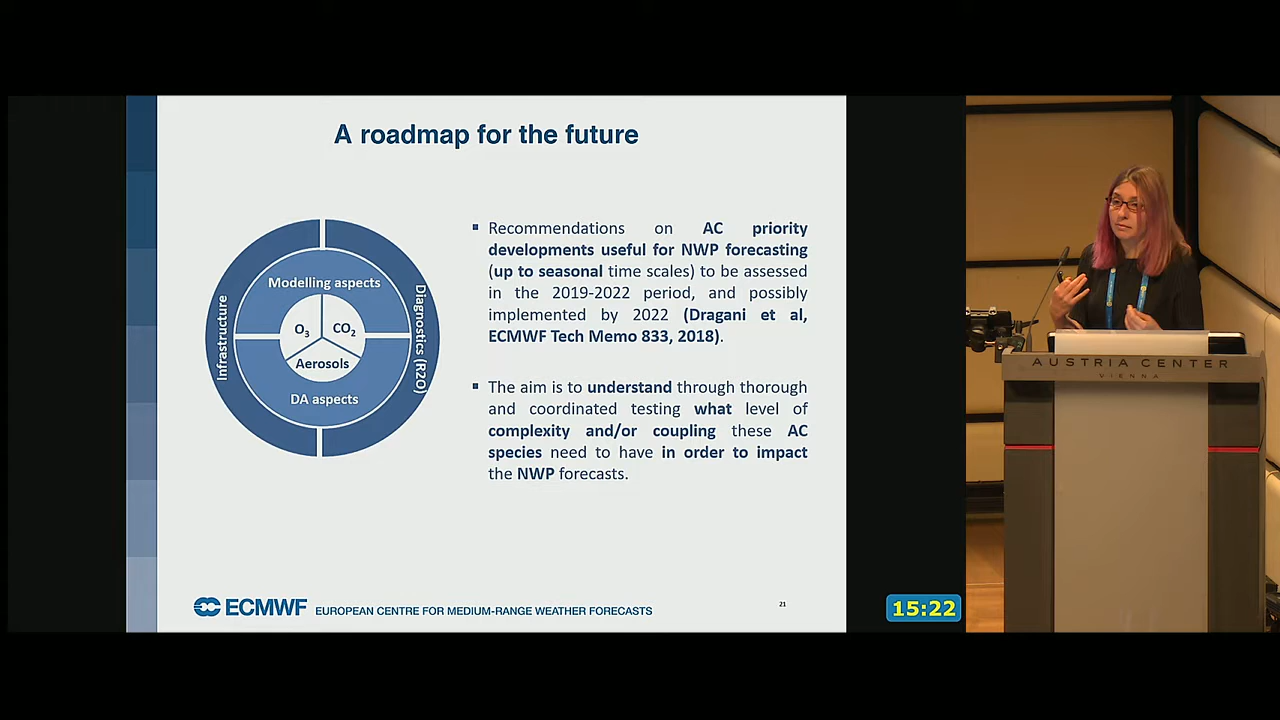 A roadmap for the future
Modelling aspects
Infrastructure
O₃
CO₂
Diagnostics (R2O)
Aerosols
DA aspects
▪ Recommendations on AC priority
developments useful for NWP forecasting
(up to seasonal time scales) to be assessed
in the 2019-2022 period, and possibly
implemented by 2022 (Dragani et al,
ECMWF Tech Memo 833, 2018).
▪ The aim is to understand through thorough
and coordinated testing what level of
complexity and/or coupling these AC
species need to have in order to impact
the NWP forecasts.
ECMWF EUROPEAN CENTRE FOR MEDIUM-RANGE WEATHER FORECASTS
21
15:22
AUSTRIA CENTER
VIENNA